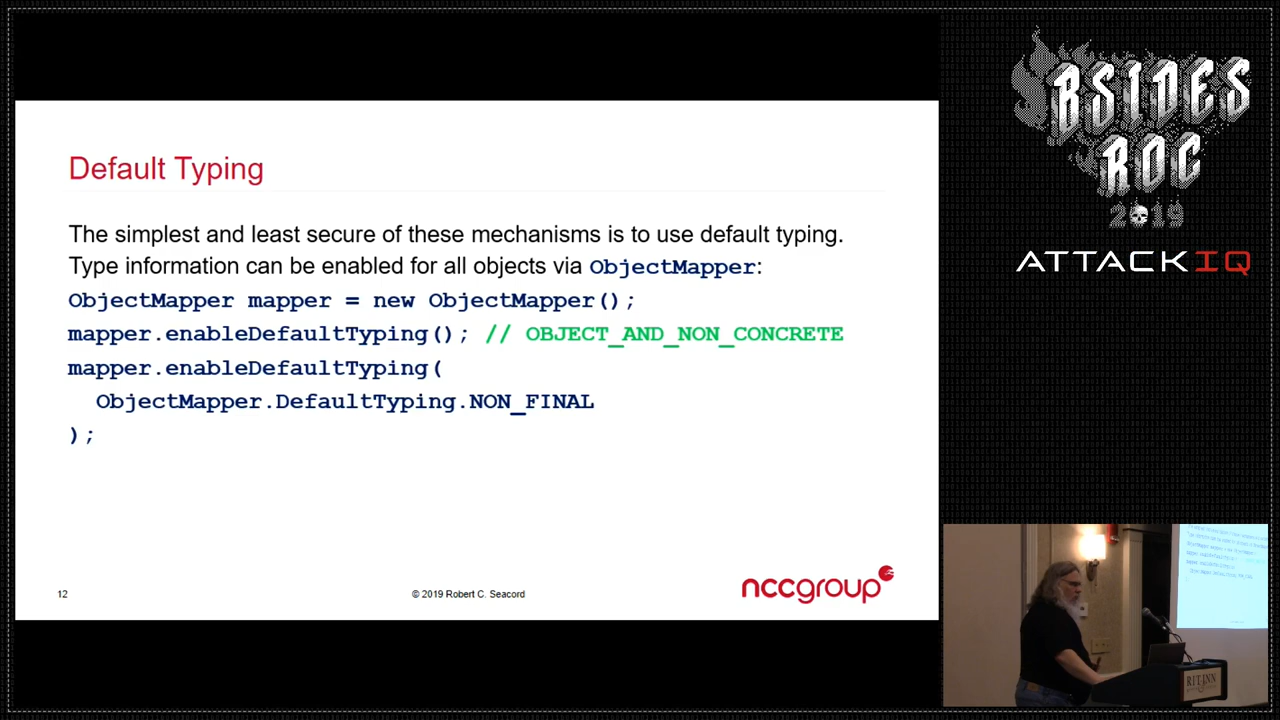 Default Typing
The simplest and least secure of these mechanisms is to use default typing.
Type information can be enabled for all objects via ObjectMapper:
ObjectMapper mapper = new ObjectMapper();
mapper.enableDefaultTyping(); // OBJECT_AND_NON_CONCRETE
mapper.enableDefaultTyping(
ObjectMapper.DefaultTyping.NON_FINAL
);
12
© 2019 Robert C. Seacord
nccgroup
BSIDES
ROC
2019
ATTACKIQ
RIT INN